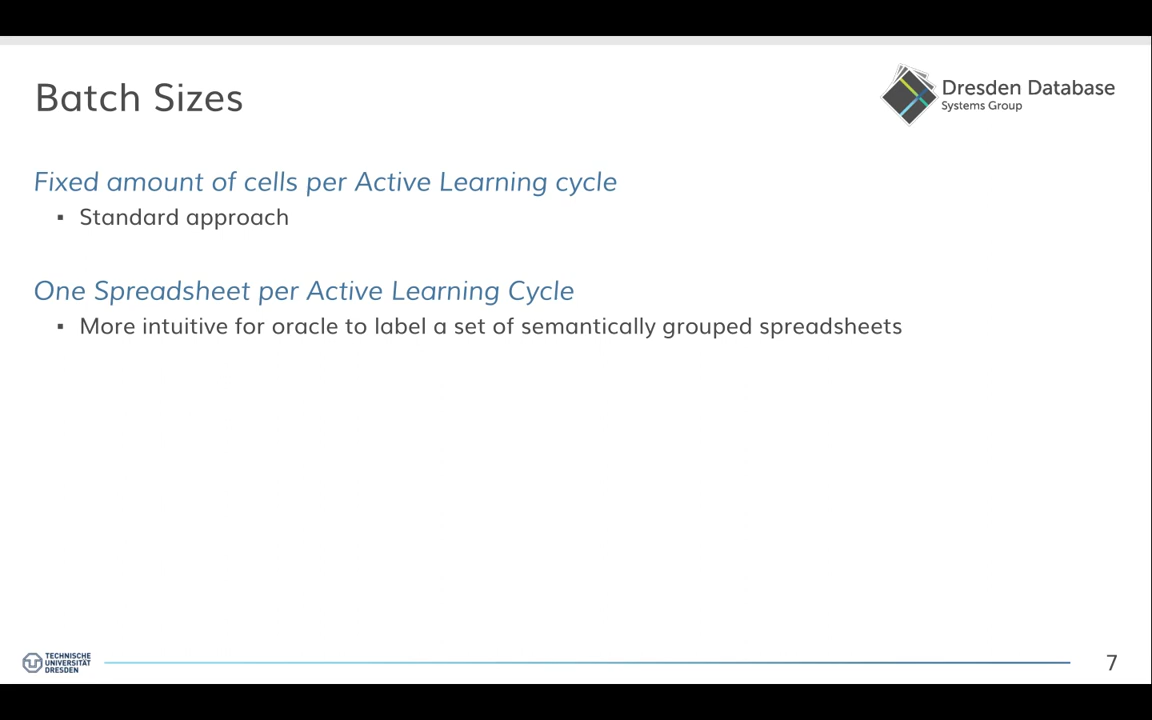 Batch Sizes
Dresden Database
Systems Group
Fixed amount of cells per Active Learning cycle
▪ Standard approach
One Spreadsheet per Active Learning Cycle
▪ More intuitive for oracle to label a set of semantically grouped spreadsheets
TECHNISCHE
UNIVERSITÄT
DRESDEN
7